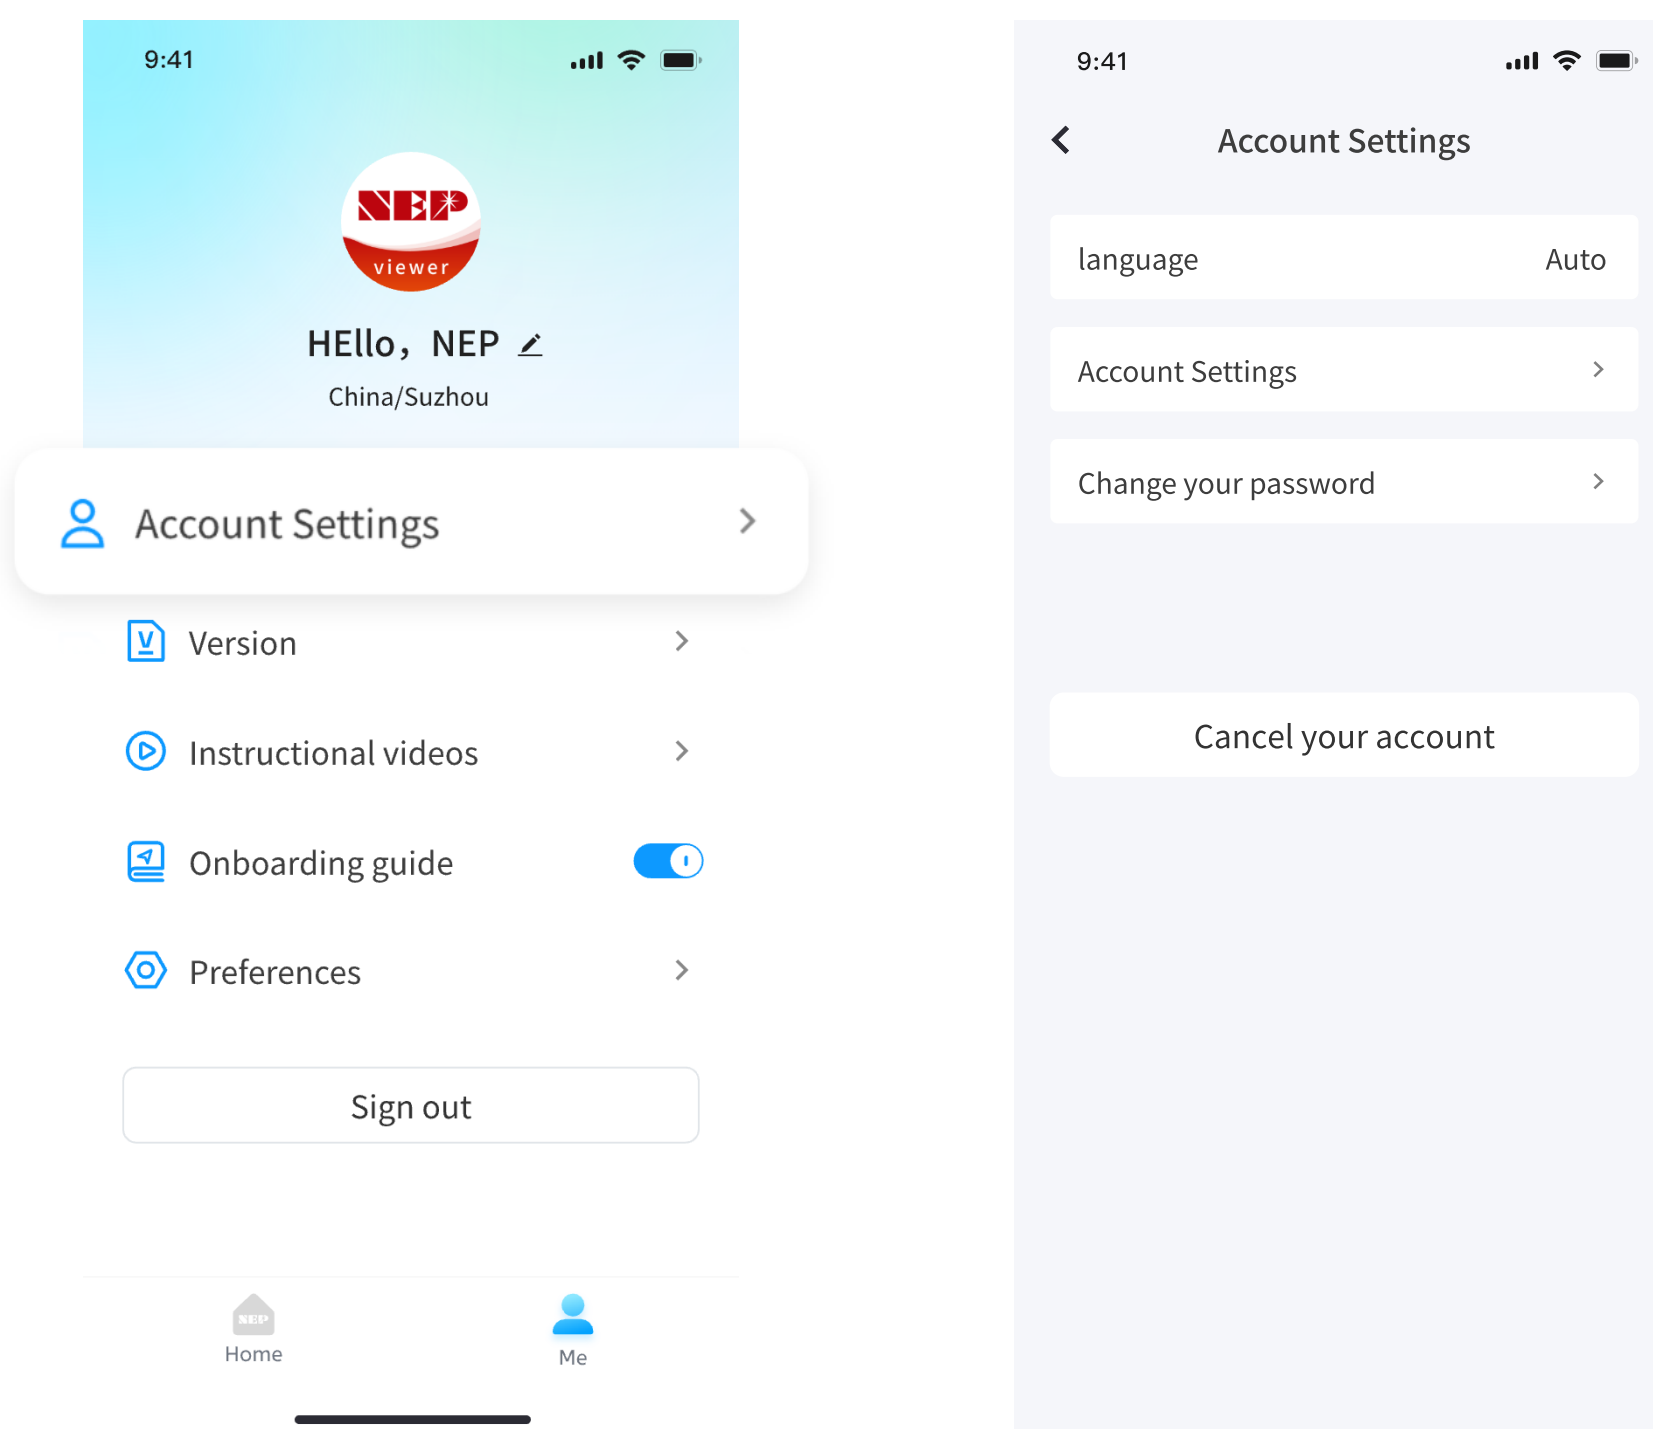 9:41
NEP
viewer
HEllo，NEP
China/Suzhou
Account Settings
Version
Instructional videos
Onboarding guide
Preferences
Sign out
NEP
Home
Me
9:41
Account Settings
language Auto
Account Settings
Change your password
Cancel your account